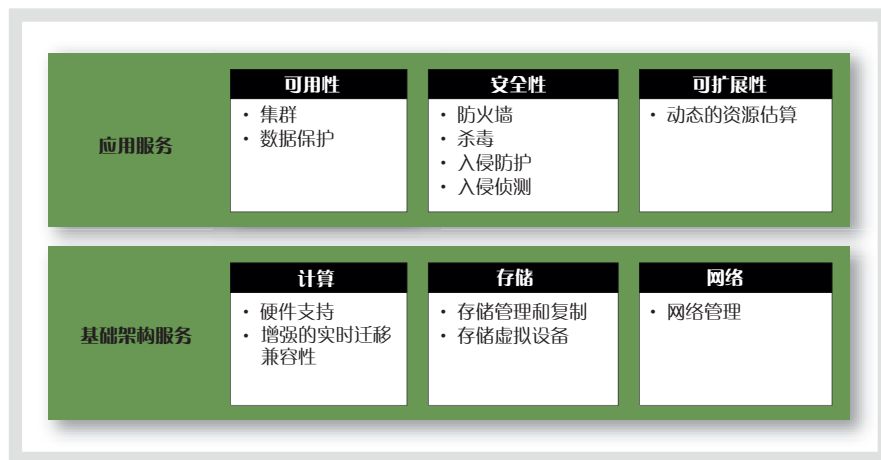 应用服务
可用性
· 集群
· 数据保护
安全性
· 防火墙
· 杀毒
· 入侵防护
· 入侵侦测
可扩展性
· 动态的资源估算
基础架构服务
计算
· 硬件支持
· 增强的实时迁移
兼容性
存储
· 存储管理和复制
· 存储虚拟设备
网络
· 网络管理